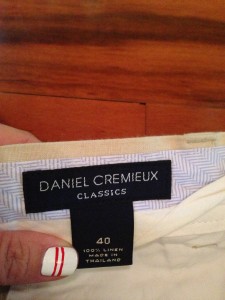 DANIEL CREMIEUX
CLASSICS
40
100% LINEN
MADE IN
THAILAND